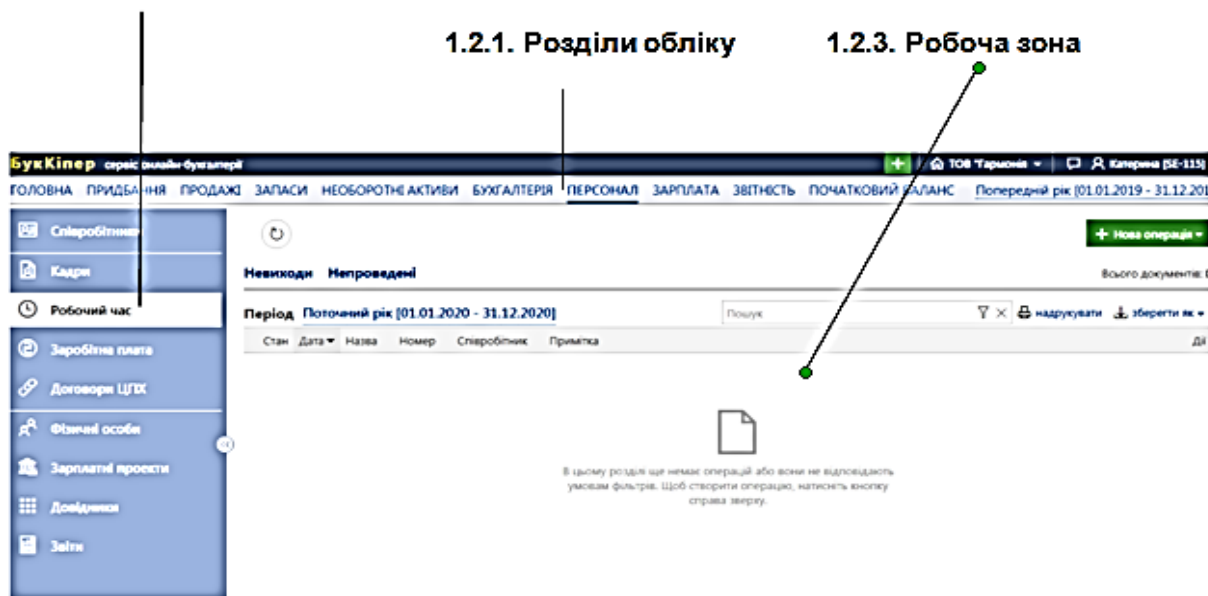 1.2.1. Розділи обліку 1.2.3. Робоча зона
БукКіпер сервіс онлайн-бухгалтерії + ТОВ "Гармонія" Катерина [SE-115]
ГОЛОВНА ПРИДБАННЯ ПРОДАЖІ ЗАПАСИ НЕОБОРОТНІ АКТИВИ БУХГАЛТЕРІЯ ПЕРСОНАЛ ЗАРПЛАТА ЗВІТНІСТЬ ПОЧАТКОВИЙ БАЛАНС Попередній рік [01.01.2019 - 31.12.201
Співробітники
+ Нова операція
Кадри
Невиходи Непроведені Всього документів:
Робочий час
Період Поточний рік [01.01.2020 - 31.12.2020] Пошук надрукувати зберегти як
Стан Дата Назва Номер Співробітник Примітка Дії
Заробітна плата
Договори ЦПХ
Фізичні особи
Зарплатні проекти
Довідники
Звіти
В цьому розділі ще немає операцій або вони не відповідають
умовам фільтрів. Щоб створити операцію, натисніть кнопку
справа зверху.